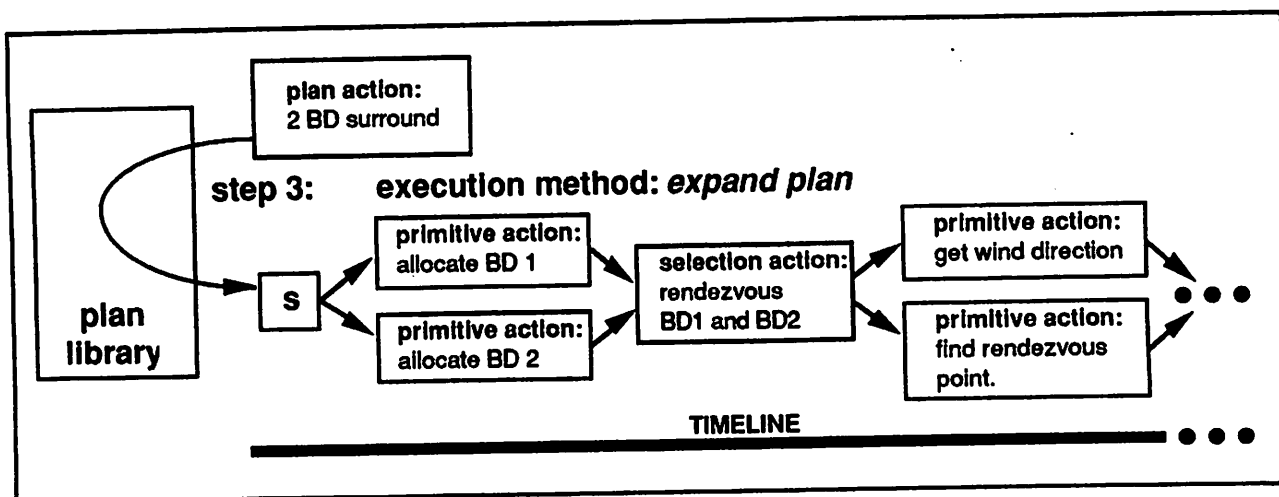 plan action:
2 BD surround
step 3: execution method: expand plan
plan
library
S
primitive action:
allocate BD 1
primitive action:
allocate BD 2
selection action:
rendezvous
BD1 and BD2
primitive action:
get wind direction
primitive action:
find rendezvous
point.
TIMELINE